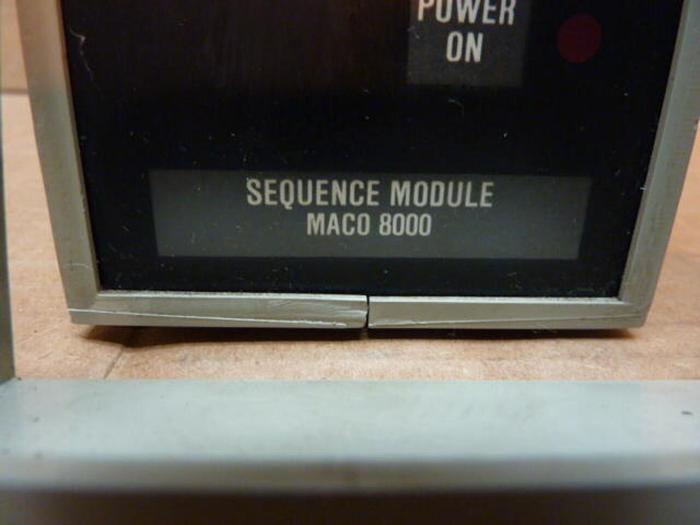 POWER
ON
SEQUENCE MODULE
MACO 8000